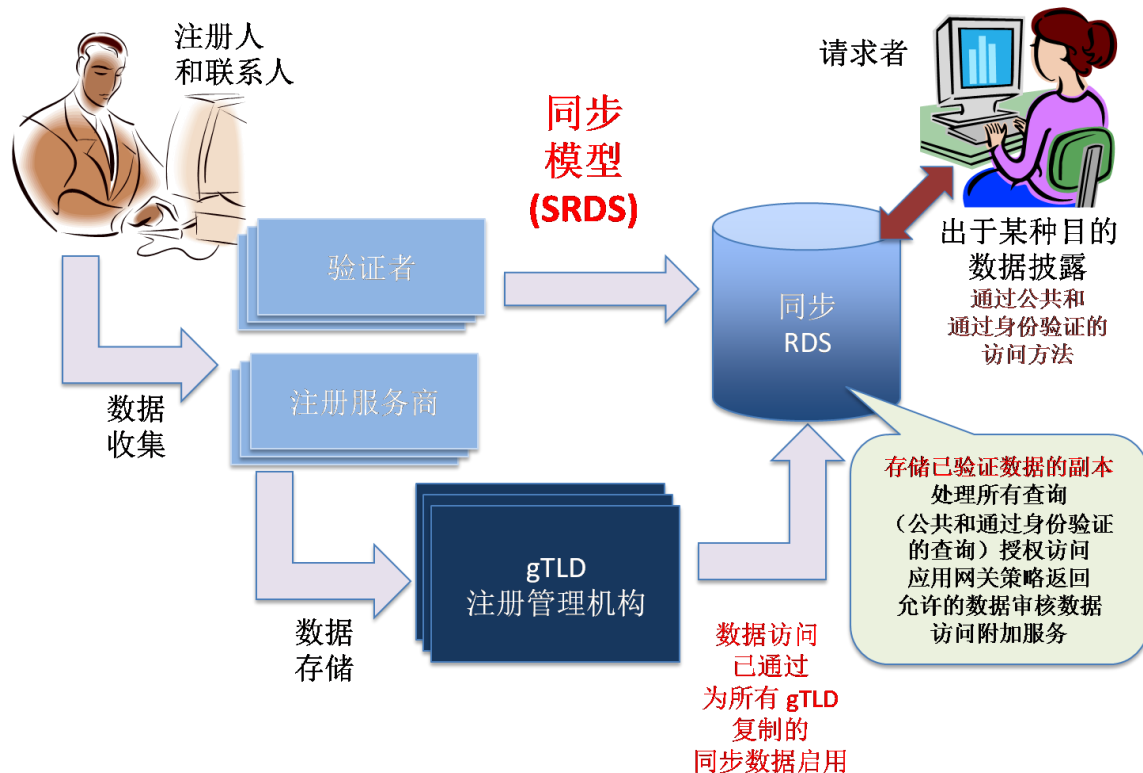 注册人
和联系人
同步
模型
(SRDS)
请求者
出于某种目的
数据披露
通过公共和
通过身份验证的
访问方法
验证者
同步
RDS
注册服务商
数据
收集
gTLD
注册管理机构
数据
存储
数据访问
已通过
为所有 gTLD
复制的
同步数据启用
存储已验证数据的副本
处理所有查询
（公共和通过身份验证
的查询）授权访问
应用网关策略返回
允许的数据审核数据
访问附加服务